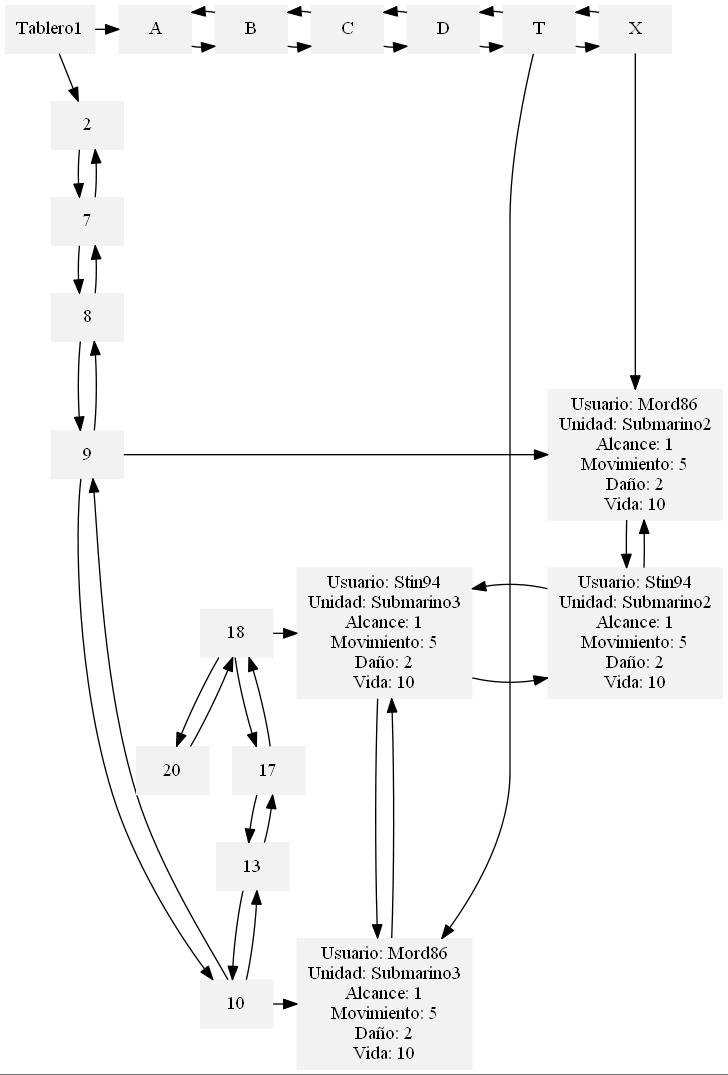 Tablero1
A
B
C
D
T
X
2
7
8
9
Usuario: Mord86
Unidad: Submarino2
Alcance: 1
Movimiento: 5
Daño: 2
Vida: 10
18
Usuario: Stin94
Unidad: Submarino3
Alcance: 1
Movimiento: 5
Daño: 2
Vida: 10
Usuario: Stin94
Unidad: Submarino2
Alcance: 1
Movimiento: 5
Daño: 2
Vida: 10
20
17
13
10
Usuario: Mord86
Unidad: Submarino3
Alcance: 1
Movimiento: 5
Daño: 2
Vida: 10